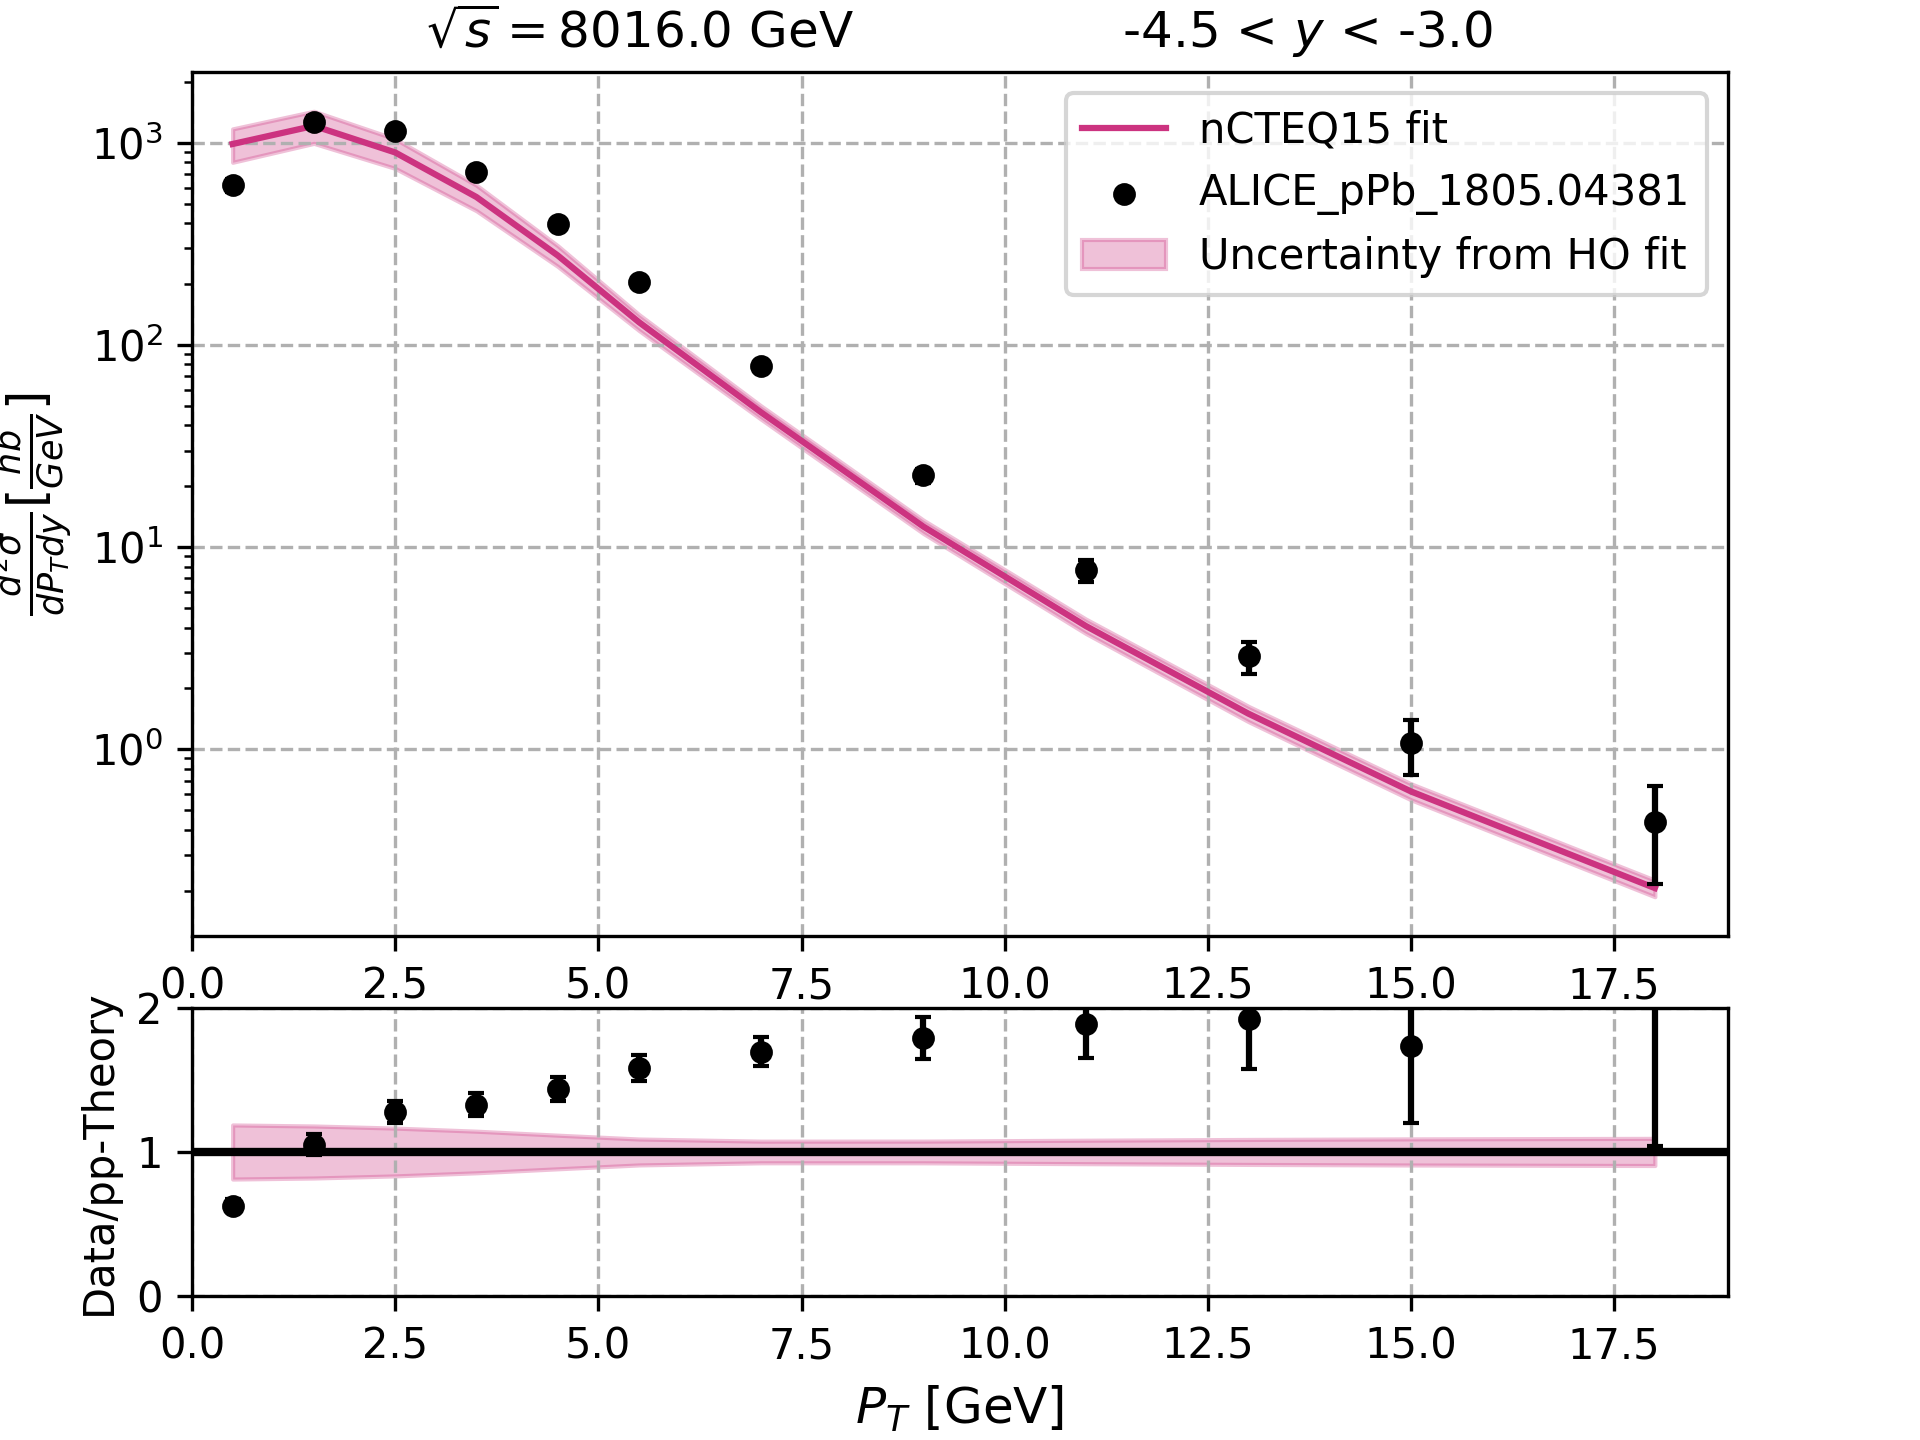 √s = 8016.0 GeV
-4.5 < y < -3.0
nCTEQ15 fit
ALICE_pPb_1805.04381
Uncertainty from HO fit
10³
10²
10¹
10⁰
d²σ/dP_T dy [nb/GeV]
0.0 2.5 5.0 7.5 10.0 12.5 15.0 17.5
Data/pp-Theory
2
1
0
0.0 2.5 5.0 7.5 10.0 12.5 15.0 17.5
P_T [GeV]